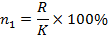 n₁ = R/K × 100%